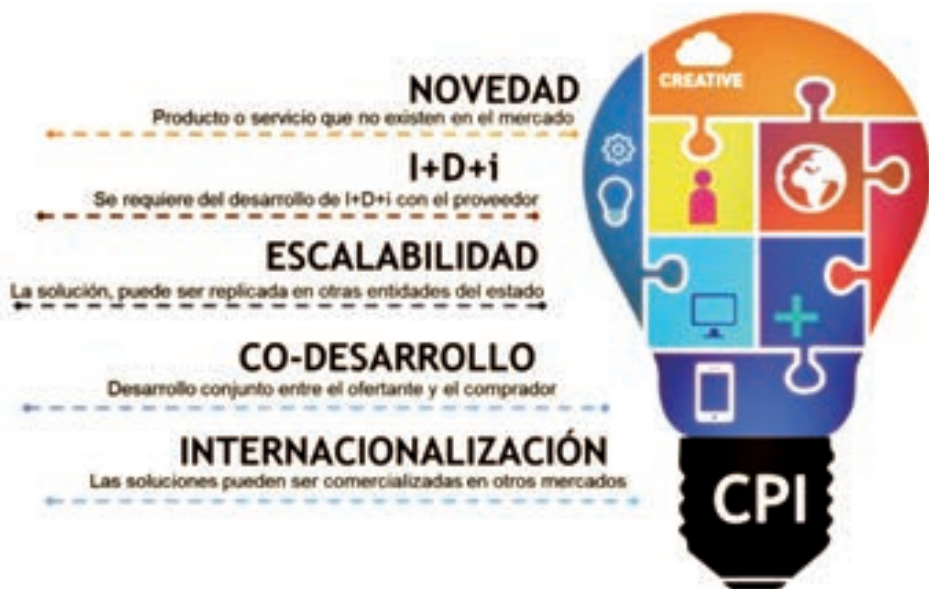 NOVEDAD
Producto o servicio que no existen en el mercado
I+D+i
Se requiere del desarrollo de I+D+i con el proveedor
ESCALABILIDAD
La solución, puede ser replicada en otras entidades del estado
CO-DESARROLLO
Desarrollo conjunto entre el ofertante y el comprador
INTERNACIONALIZACIÓN
Las soluciones pueden ser comercializadas en otros mercados
CREATIVE
CPI